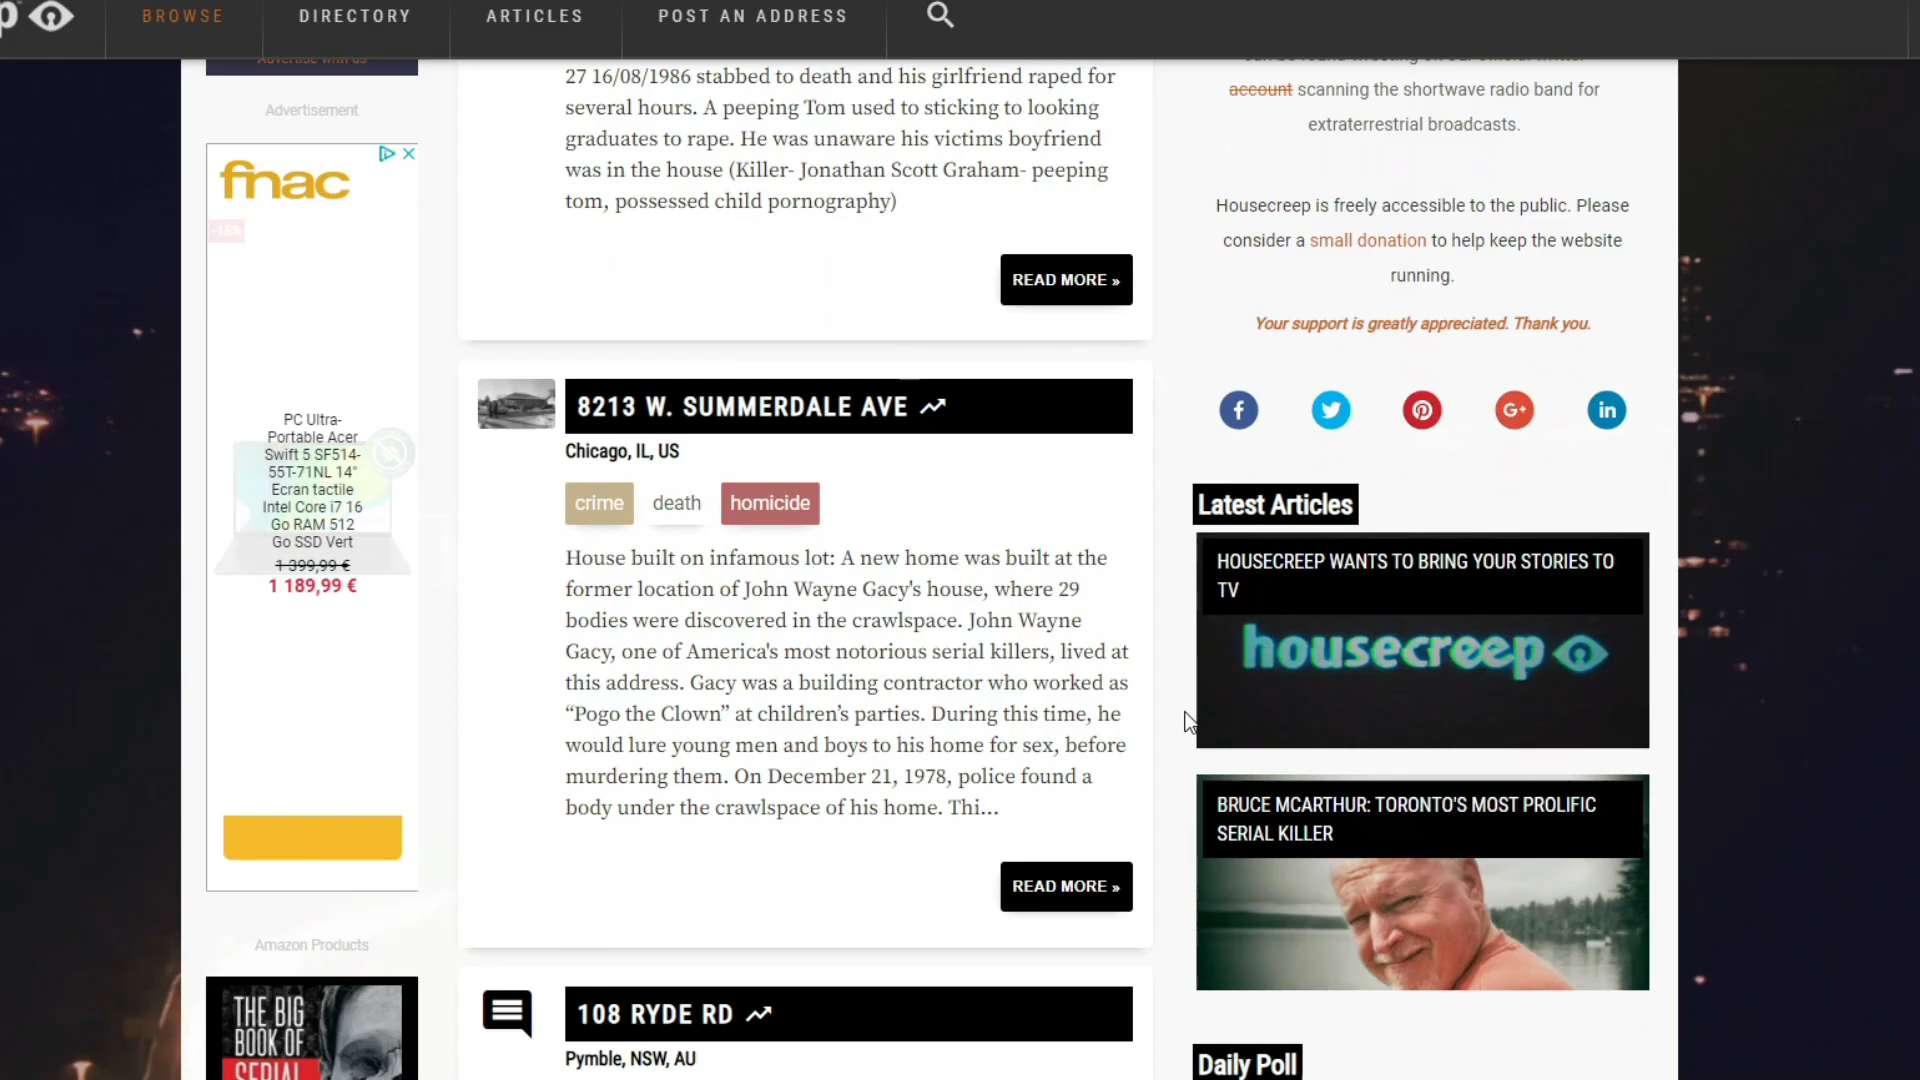 BROWSE
DIRECTORY
ARTICLES
POST AN ADDRESS
Advertise with us
Advertisement
fnac
-15%
PC Ultra-
Portable Acer
Swift 5 SF514-
55T-71NL 14"
Ecran tactile
Intel Core i7 16
Go RAM 512
Go SSD Vert
1 399,99 €
1 189,99 €
Amazon Products
THE BIG
BOOK OF
SERIAL
27 16/08/1986 stabbed to death and his girlfriend raped for
several hours. A peeping Tom used to sticking to looking
graduates to rape. He was unaware his victims boyfriend
was in the house (Killer- Jonathan Scott Graham- peeping
tom, possessed child pornography)
READ MORE »
8213 W. SUMMERDALE AVE
Chicago, IL, US
crime
death
homicide
House built on infamous lot: A new home was built at the
former location of John Wayne Gacy's house, where 29
bodies were discovered in the crawlspace. John Wayne
Gacy, one of America's most notorious serial killers, lived at
this address. Gacy was a building contractor who worked as
“Pogo the Clown” at children’s parties. During this time, he
would lure young men and boys to his home for sex, before
murdering them. On December 21, 1978, police found a
body under the crawlspace of his home. Thi...
READ MORE »
108 RYDE RD
Pymble, NSW, AU
account scanning the shortwave radio band for
extraterrestrial broadcasts.
Housecreep is freely accessible to the public. Please
consider a small donation to help keep the website
running.
Your support is greatly appreciated. Thank you.
Latest Articles
HOUSECREEP WANTS TO BRING YOUR STORIES TO
TV
housecreep
BRUCE MCARTHUR: TORONTO'S MOST PROLIFIC
SERIAL KILLER
Daily Poll